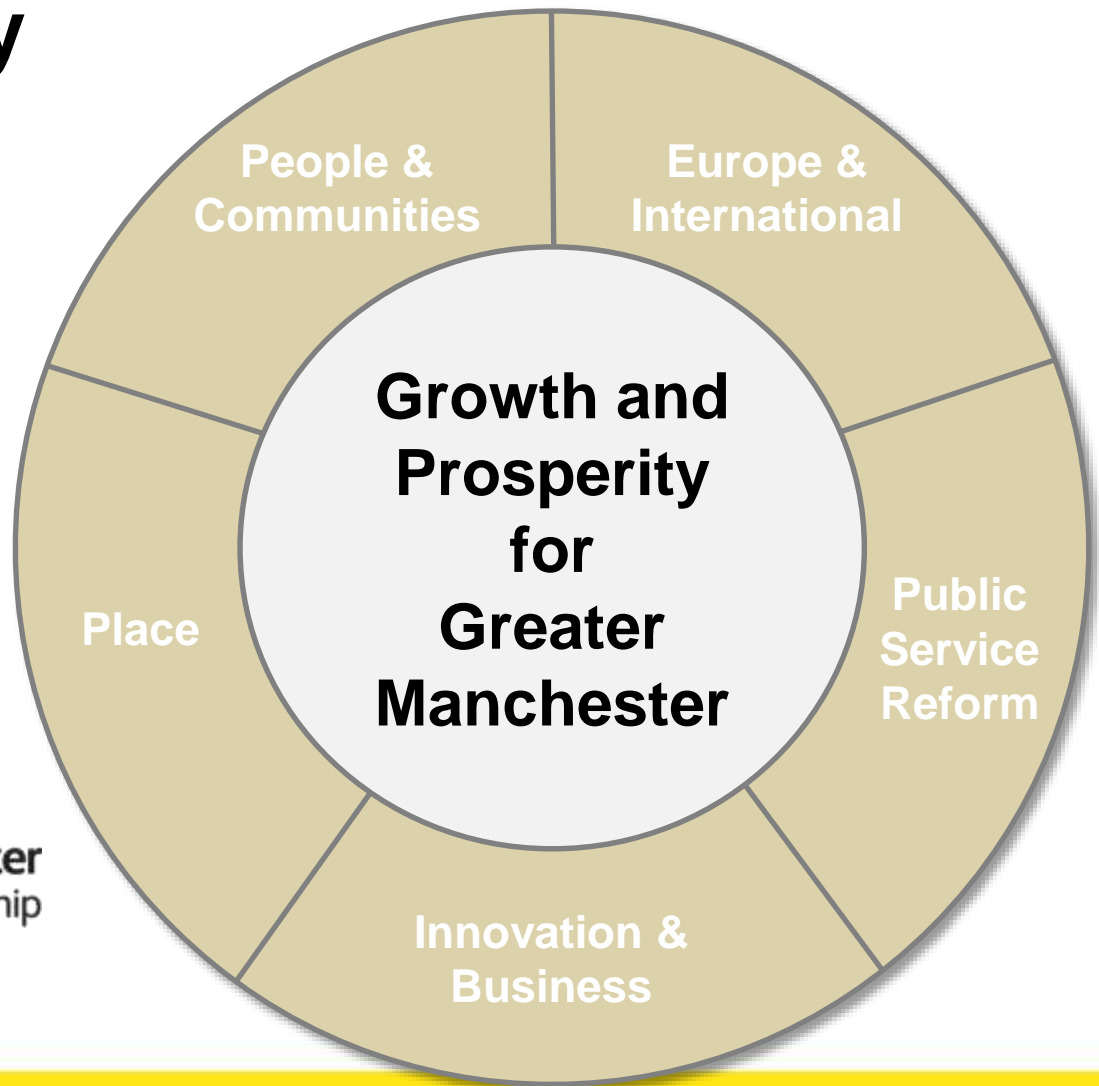 People &
Communities
Europe &
International
Growth and
Prosperity
for
Greater
Manchester
Public
Service
Reform
Place
Innovation &
Business